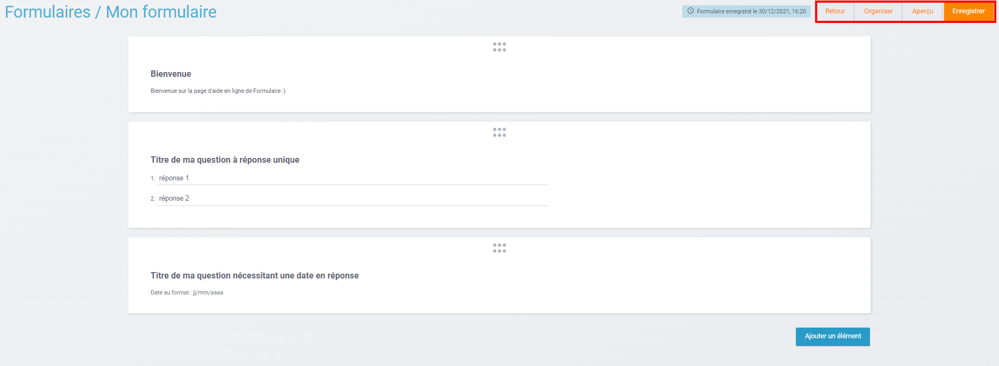 Formulaires / Mon formulaire
Formulaire enregistré le 30/12/2021, 16:20
Retour
Organiser
Aperçu
Enregistrer
Bienvenue
Bienvenue sur la page d'aide en ligne de Formulaire :)
Titre de ma question à réponse unique
1. réponse 1
2. réponse 2
Titre de ma question nécessitant une date en réponse
Date au format : jj/mm/aaaa
Ajouter un élément